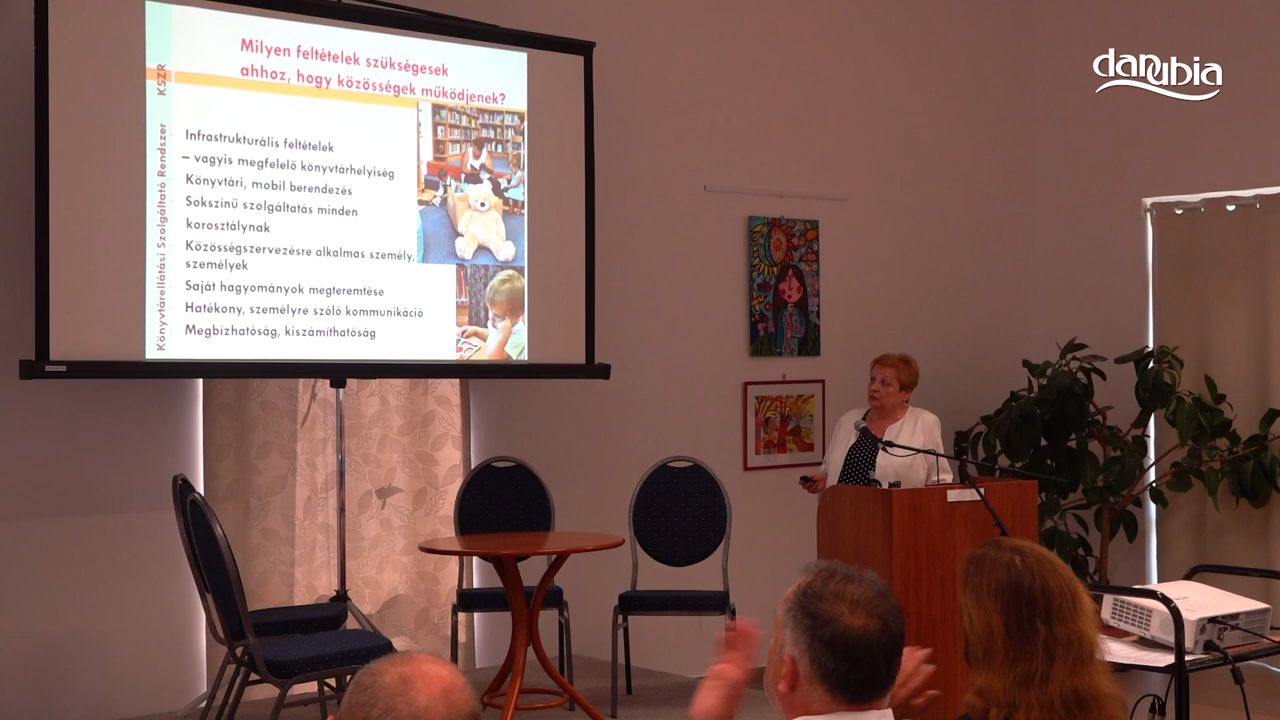 Milyen feltételek szükségesek
ahhoz, hogy közösségek működjenek?
KSZR
Könyvtárellátási Szolgáltató Rendszer
Infrastrukturális feltételek
– vagyis megfelelő könyvtárhelyiség
Könyvtári, mobil berendezés
Sokszínű szolgáltatás minden
korosztálynak
Közösségszervezésre alkalmas személy,
személyek
Saját hagyományok megteremtése
Hatékony, személyre szóló kommunikáció
Megbízhatóság, kiszámíthatóság
danubia